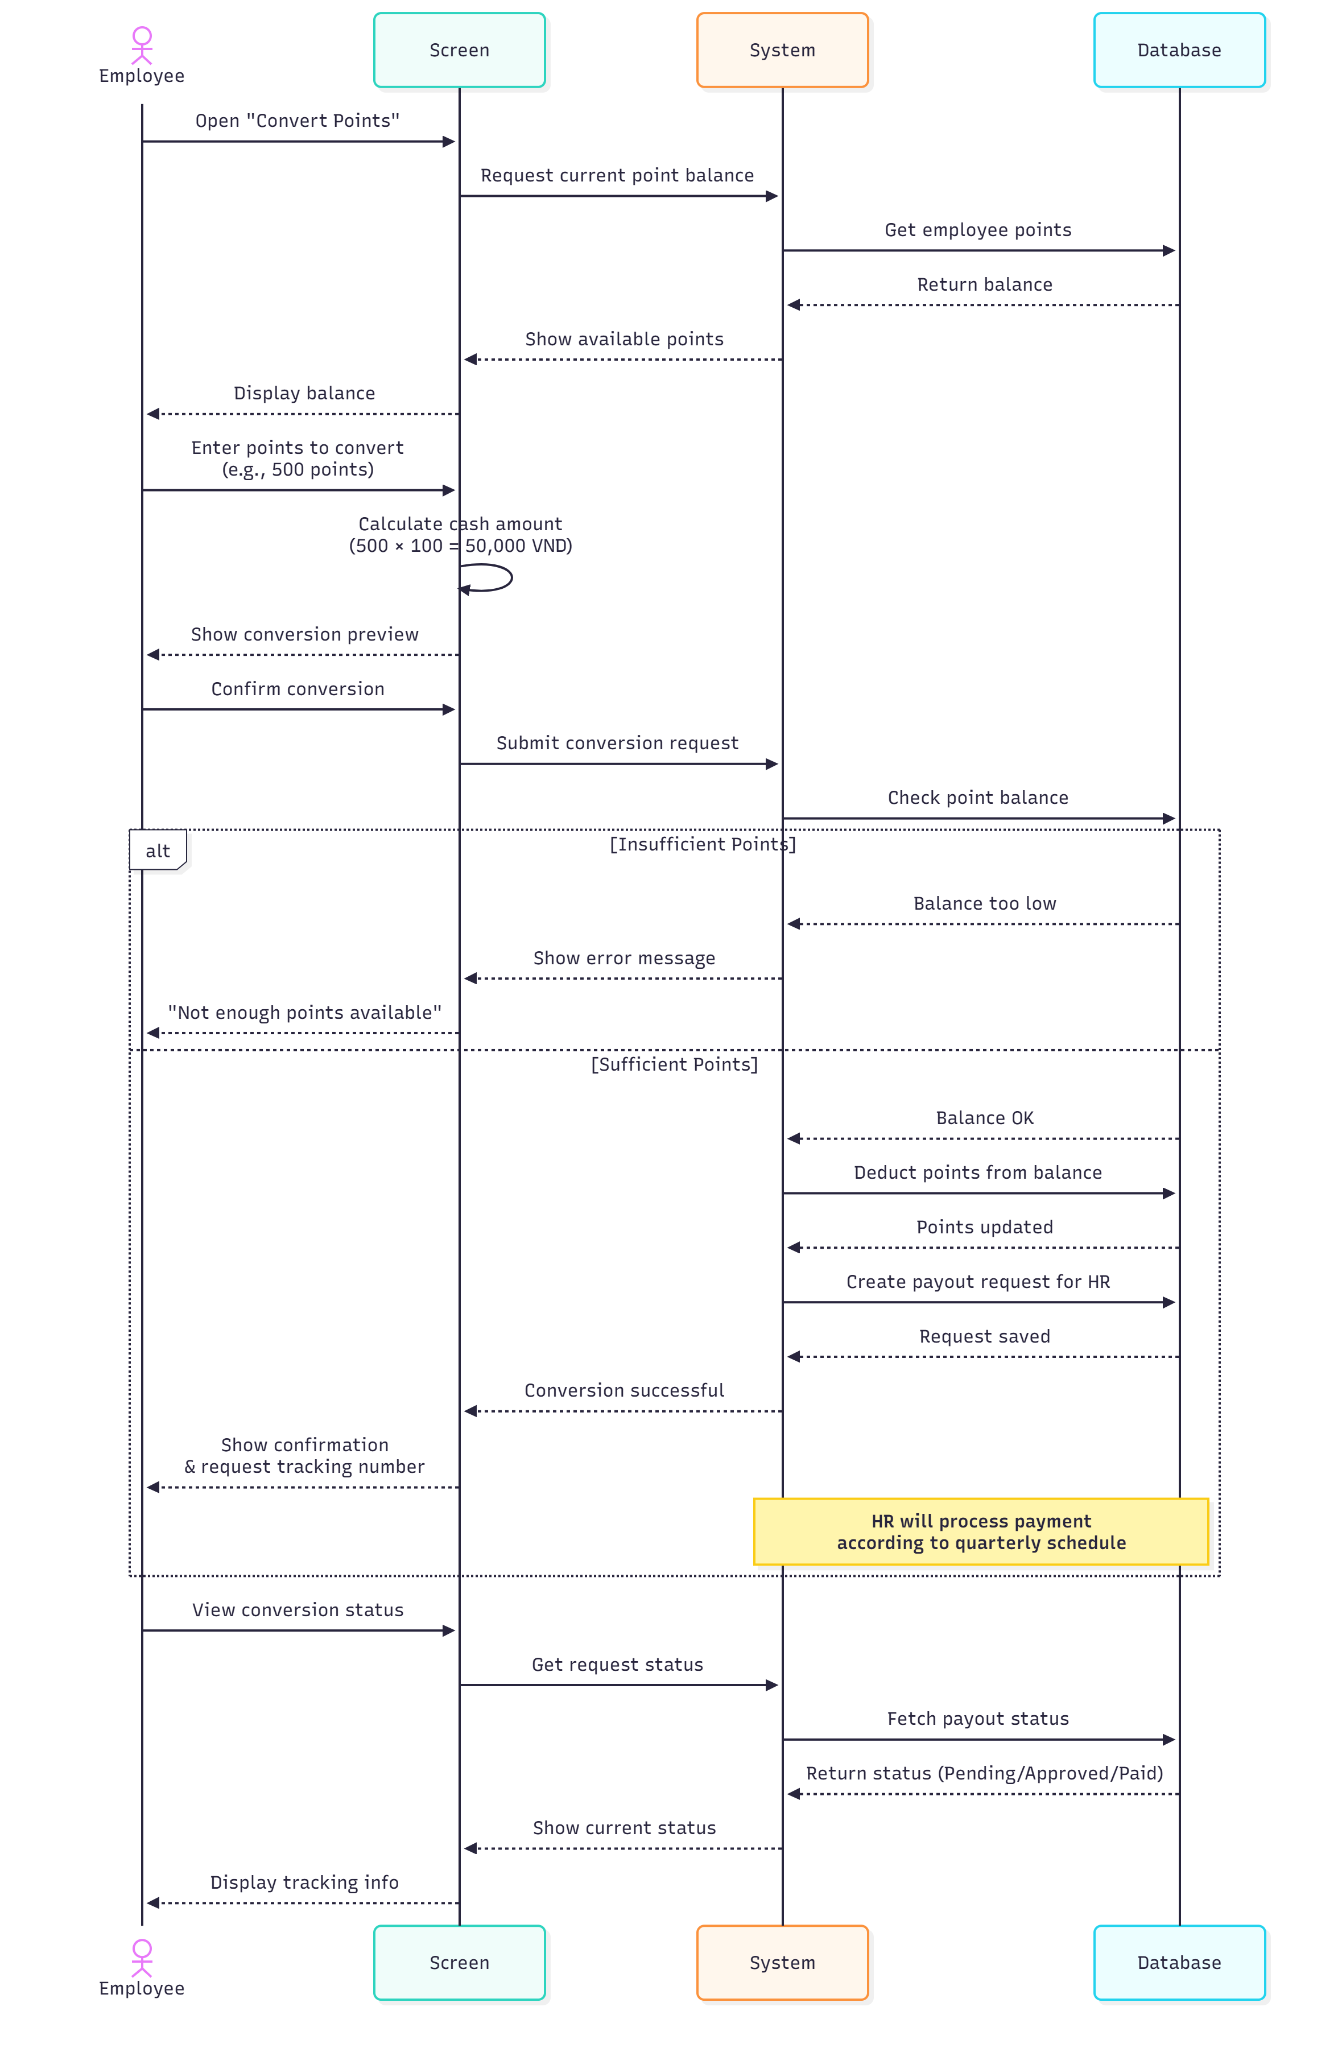 Employee
Screen
System
Database
Open "Convert Points"
Request current point balance
Get employee points
Return balance
Show available points
Display balance
Enter points to convert
(e.g., 500 points)
Calculate cash amount
(500 × 100 = 50,000 VND)
Show conversion preview
Confirm conversion
Submit conversion request
Check point balance
alt
[Insufficient Points]
Balance too low
Show error message
"Not enough points available"
[Sufficient Points]
Balance OK
Deduct points from balance
Points updated
Create payout request for HR
Request saved
Conversion successful
Show confirmation
& request tracking number
HR will process payment
according to quarterly schedule
View conversion status
Get request status
Fetch payout status
Return status (Pending/Approved/Paid)
Show current status
Display tracking info
Employee
Screen
System
Database